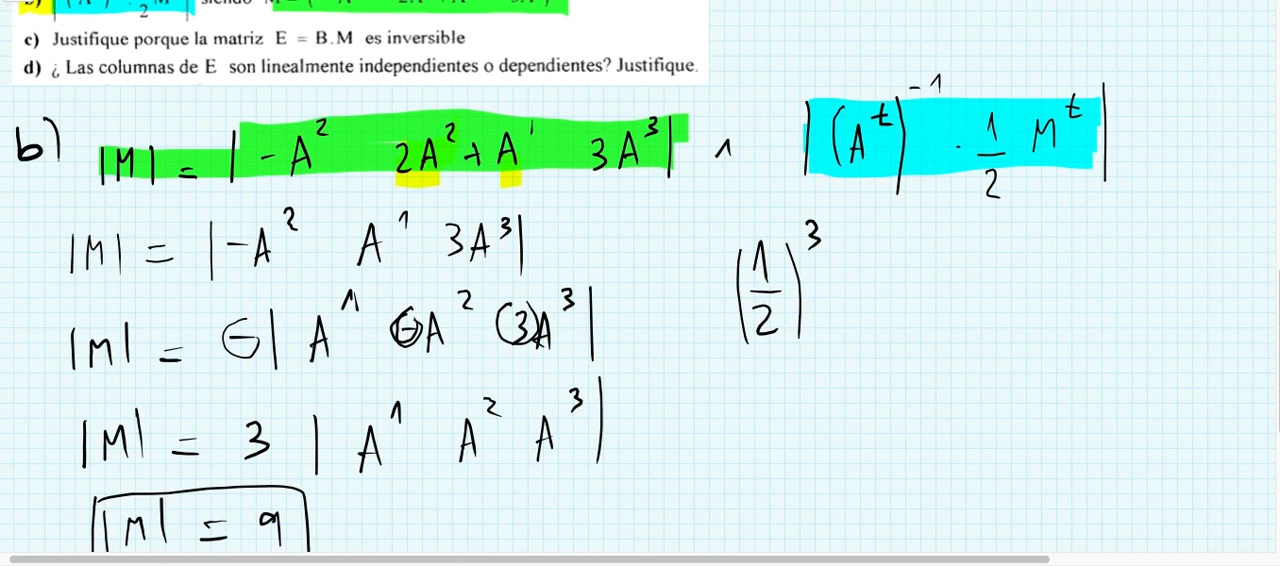 c) Justifique porque la matriz E = B.M es inversible
d) ¿ Las columnas de E son linealmente independientes o dependientes? Justifique.
b) |M| = | -A² 2A² + A¹ 3A³ | ∧ | (Aᵗ)⁻¹ · 1/2 Mᵗ |
|M| = | -A² A¹ 3A³ |
(1/2)³
|M| = -| A¹ -A² 3A³ |
|M| = 3 | A¹ A² A³ |
|M| = 9